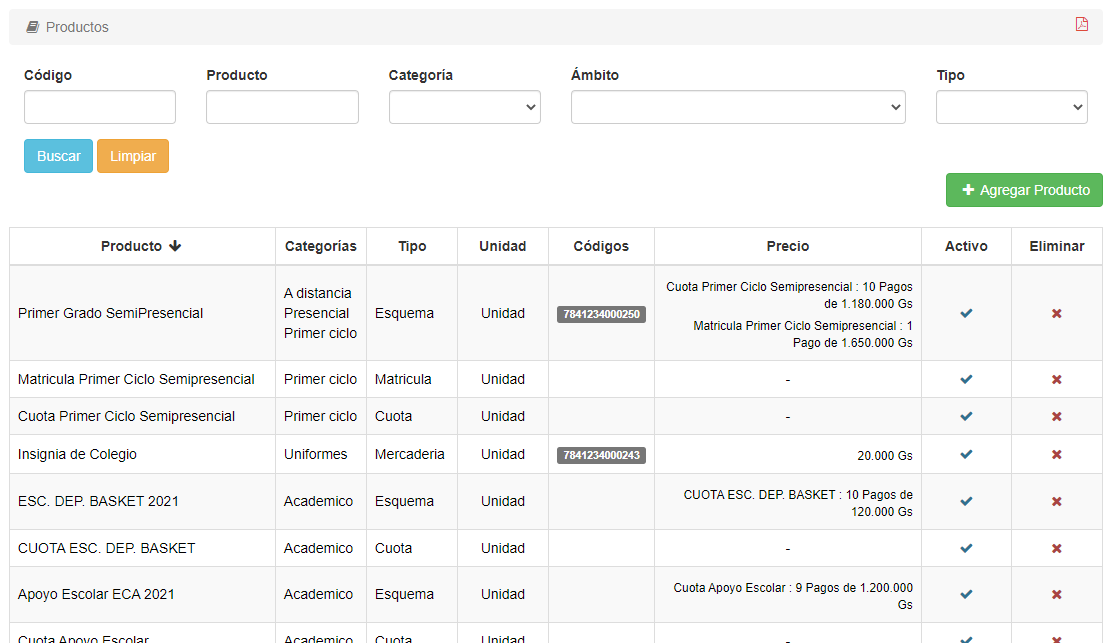 Productos
Código
Producto
Categoría
Ámbito
Tipo
Buscar
Limpiar
Agregar Producto
Producto
Categorías
Tipo
Unidad
Códigos
Precio
Activo
Eliminar
Primer Grado SemiPresencial
A distancia
Presencial
Primer ciclo
Esquema
Unidad
7841234000250
Cuota Primer Ciclo Semipresencial : 10 Pagos
de 1.180.000 Gs
Matricula Primer Ciclo Semipresencial : 1
Pago de 1.650.000 Gs
Matricula Primer Ciclo Semipresencial
Primer ciclo
Matricula
Unidad
-
Cuota Primer Ciclo Semipresencial
Primer ciclo
Cuota
Unidad
-
Insignia de Colegio
Uniformes
Mercaderia
Unidad
7841234000243
20.000 Gs
ESC. DEP. BASKET 2021
Academico
Esquema
Unidad
CUOTA ESC. DEP. BASKET : 10 Pagos de
120.000 Gs
CUOTA ESC. DEP. BASKET
Academico
Cuota
Unidad
-
Apoyo Escolar ECA 2021
Academico
Esquema
Unidad
Cuota Apoyo Escolar : 9 Pagos de 1.200.000
Gs
Cuota Apoyo Escolar
Academico
Cuota
Unidad
-